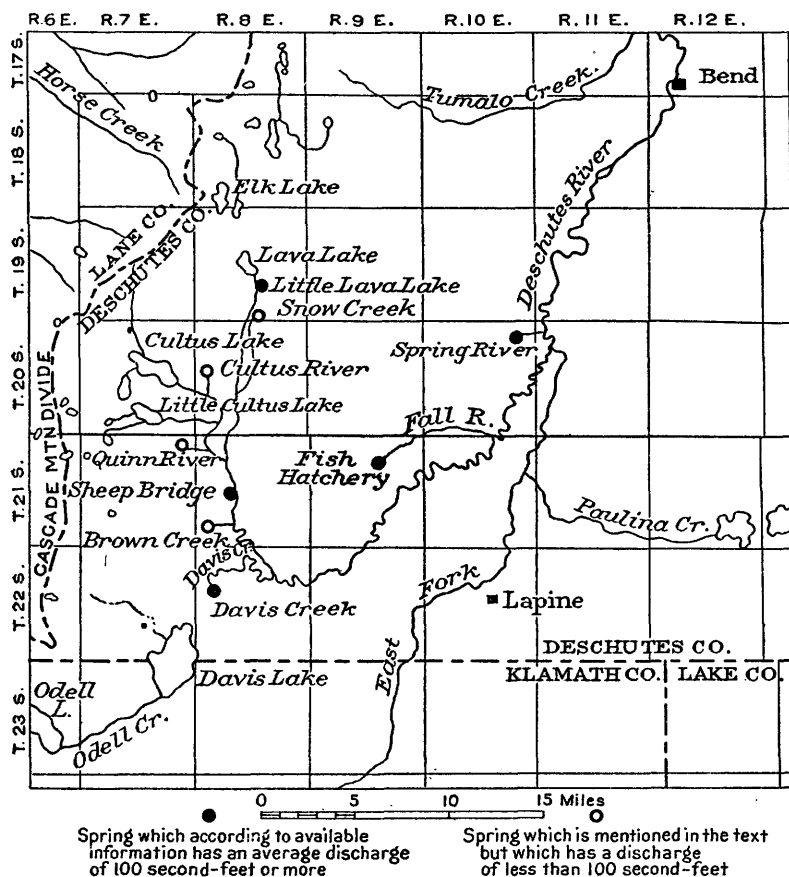 R.6E. R.7 E. R.8 E. R.9 E. R.10 E. R.11 E. R.12 E.
T.17 S.
T.18 S.
T.19 S.
T.20 S.
T.21 S.
T.22 S.
T.23 S.
Horse Creek
Tumalo Creek.
Bend
Elk Lake
LANE CO.
DESCHUTES CO.
Deschutes River
Lava Lake
Little Lava Lake
Snow Creek
Cultus Lake
Spring River
Cultus River
CASCADE MTN DIVIDE
Little Cultus Lake
Fall R.
Quinn River
Fish
Hatchery
Sheep Bridge
Paulina Cr.
Brown Creek
Davis Cr.
Davis Creek
East Fork
Lapine
DESCHUTES CO.
Davis Lake
KLAMATH CO. LAKE CO.
Odell
L.
Odell Cr.
0 5 10 15 Miles
Spring which according to available
information has an average discharge
of 100 second-feet or more
Spring which is mentioned in the text
but which has a discharge
of less than 100 second-feet